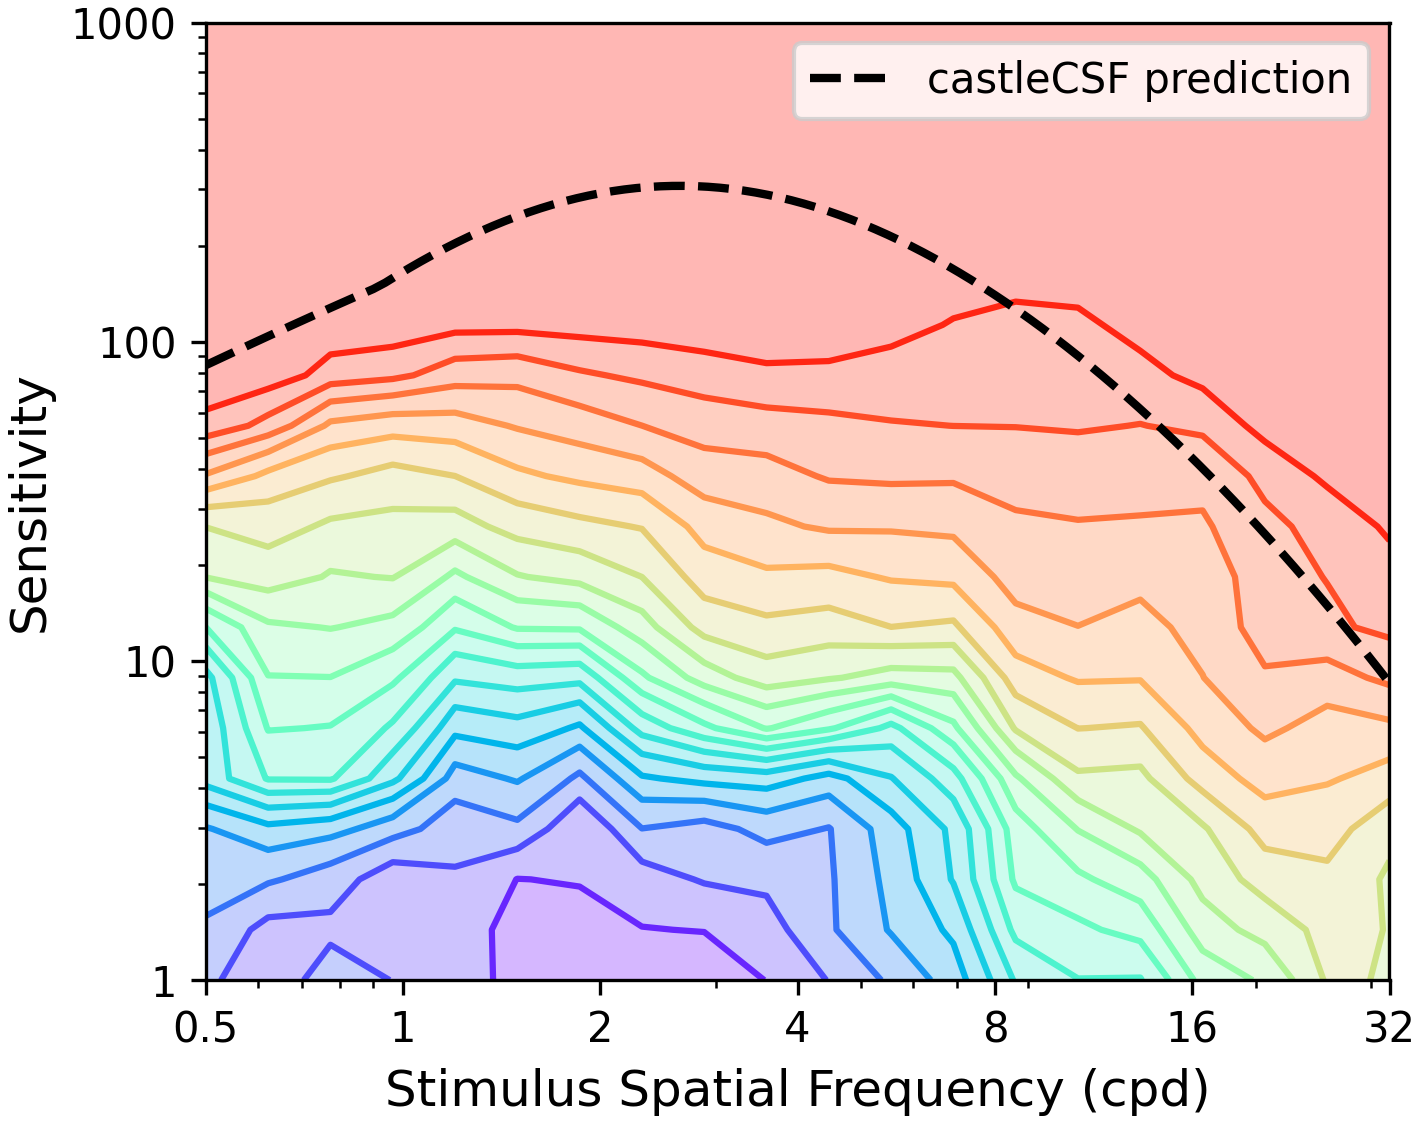 1000
100
10
1
Sensitivity
castleCSF prediction
0.5 1 2 4 8 16 32
Stimulus Spatial Frequency (cpd)